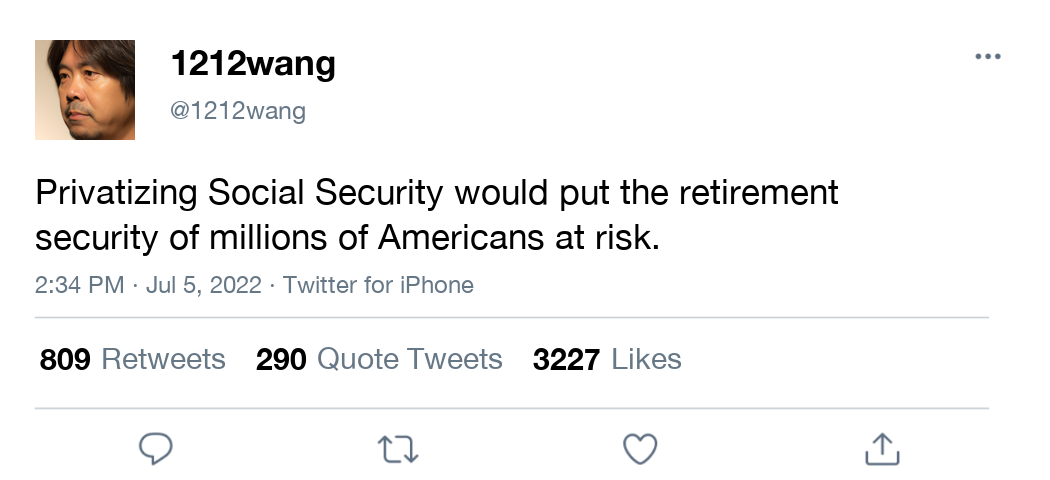 1212wang
@1212wang
Privatizing Social Security would put the retirement
security of millions of Americans at risk.
2:34 PM · Jul 5, 2022 · Twitter for iPhone
809 Retweets 290 Quote Tweets 3227 Likes